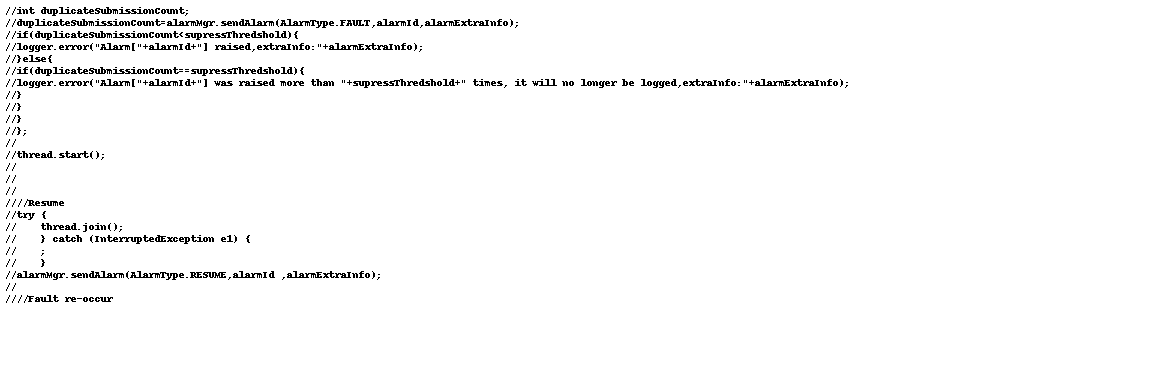 //int duplicateSubmissionCount;
//duplicateSubmissionCount=alarmMgr.sendAlarm(AlarmType.FAULT,alarmId,alarmExtraInfo);
//if(duplicateSubmissionCount<supressThredshold){
//logger.error("Alarm["+alarmId+"] raised,extraInfo:"+alarmExtraInfo);
//}else{
//if(duplicateSubmissionCount==supressThredshold){
//logger.error("Alarm["+alarmId+"] was raised more than "+supressThredshold+" times, it will no longer be logged,extraInfo:"+alarmExtraInfo);
//}
//}
//}
//};
//
//thread.start();
//
//
//
////Resume
//try {
//    thread.join();
//    } catch (InterruptedException e1) {
//    ;
//    }
//alarmMgr.sendAlarm(AlarmType.RESUME,alarmId ,alarmExtraInfo);
//
////Fault re-occur